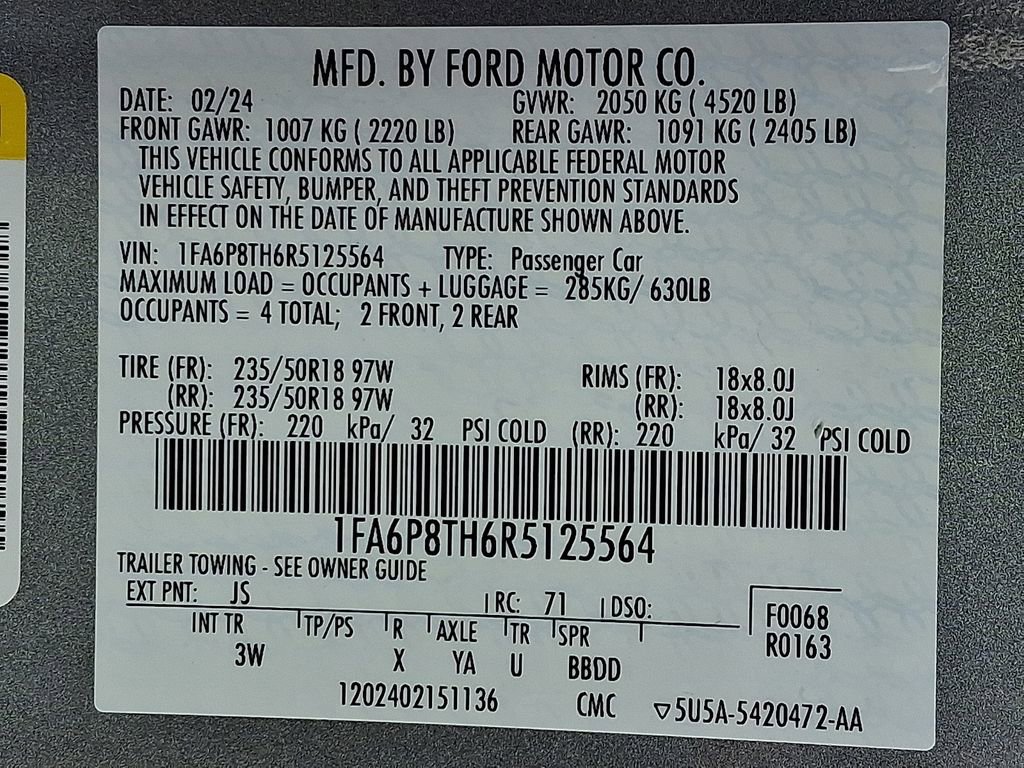 MFD. BY FORD MOTOR CO.
DATE: 02/24 GVWR: 2050 KG ( 4520 LB)
FRONT GAWR: 1007 KG ( 2220 LB) REAR GAWR: 1091 KG ( 2405 LB)
THIS VEHICLE CONFORMS TO ALL APPLICABLE FEDERAL MOTOR
VEHICLE SAFETY, BUMPER, AND THEFT PREVENTION STANDARDS
IN EFFECT ON THE DATE OF MANUFACTURE SHOWN ABOVE.
VIN: 1FA6P8TH6R5125564 TYPE: Passenger Car
MAXIMUM LOAD = OCCUPANTS + LUGGAGE = 285KG/ 630LB
OCCUPANTS = 4 TOTAL; 2 FRONT, 2 REAR
TIRE (FR): 235/50R18 97W RIMS (FR): 18x8.0J
(RR): 235/50R18 97W (RR): 18x8.0J
PRESSURE (FR): 220 kPa/ 32 PSI COLD (RR): 220 kPa/ 32 PSI COLD
1FA6P8TH6R5125564
TRAILER TOWING - SEE OWNER GUIDE
EXT PNT: JS RC: 71 DSO: F0068
INT TR TP/PS R AXLE TR SPR R0163
3W X YA U BBDD
1202402151136 CMC ▽5U5A-5420472-AA